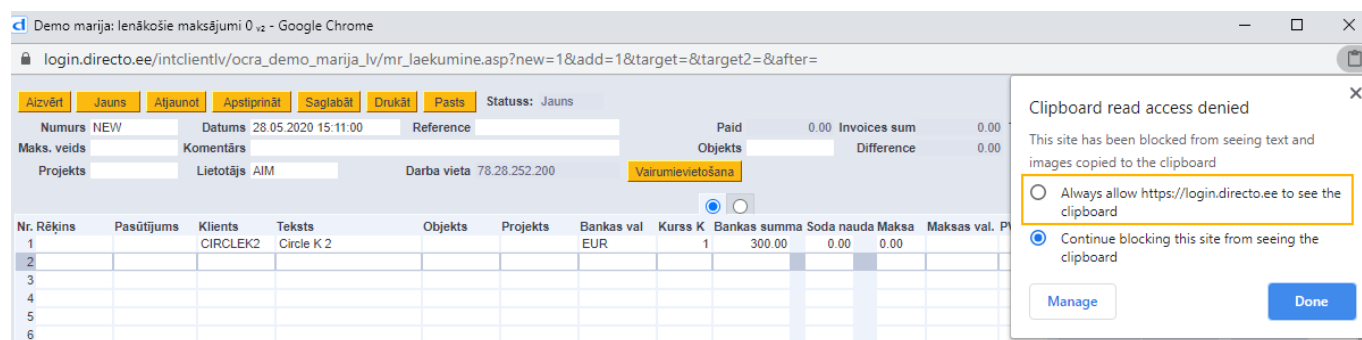 Demo marija: Ienākošie maksājumi 0 v2 - Google Chrome
login.directo.ee/intclientlv/ocra_demo_marija_lv/mr_laekumine.asp?new=1&add=1&target=&target2=&after=
Aizvērt Jauns Atjaunot Apstiprināt Saglabāt Drukāt Pasts Statuss: Jauns
Numurs NEW Datums 28.05.2020 15:11:00 Reference Paid 0.00 Invoices sum 0.00
Maks. veids Komentārs Objekts Difference 0.00
Projekts Lietotājs AIM Darba vieta 78.28.252.200 Vairumievietošana
Nr. Rēķins Pasūtījums Klients Teksts Objekts Projekts Bankas val Kurss K Bankas summa Soda nauda Maksa Maksas val.
1 CIRCLEK2 Circle K 2 EUR 1 300.00 0.00 0.00
2
3
4
5
6
Clipboard read access denied
This site has been blocked from seeing text and
images copied to the clipboard
Always allow https://login.directo.ee to see the
clipboard
Continue blocking this site from seeing the
clipboard
Manage Done